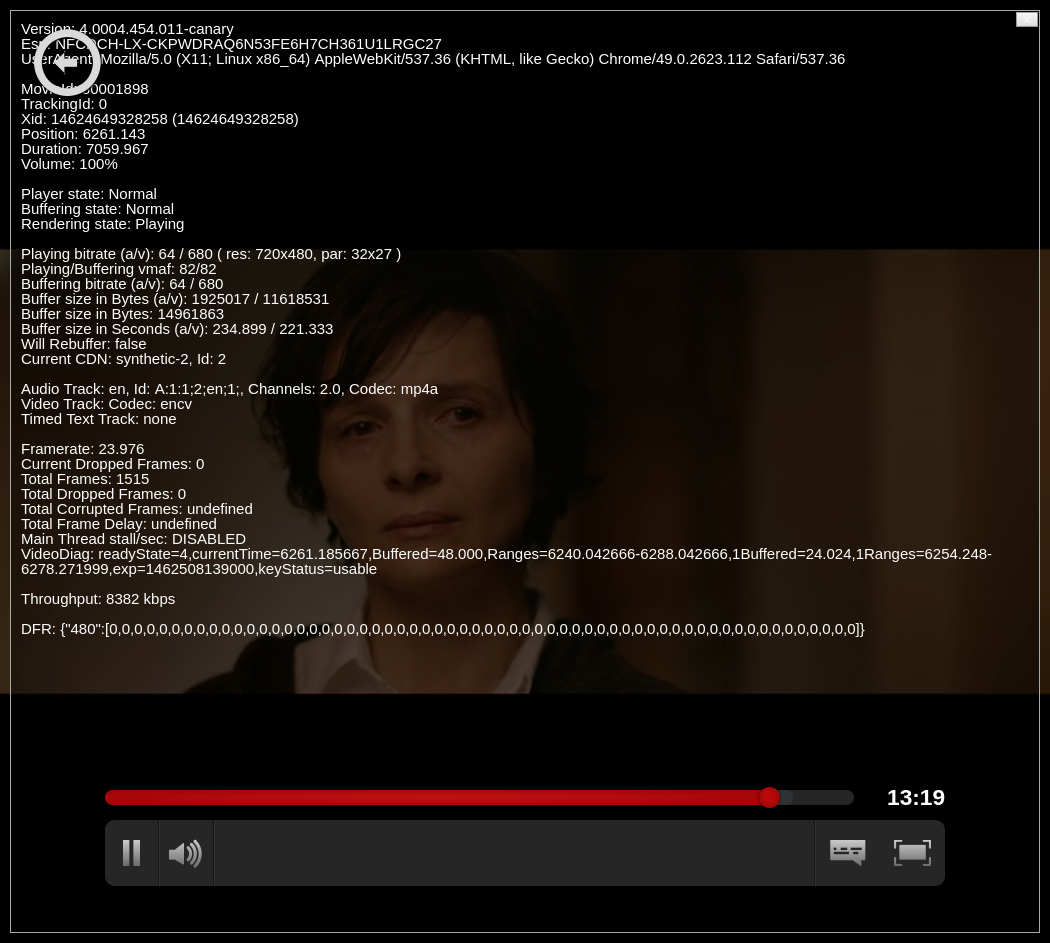 Version: 4.0004.454.011-canary
Esn: NFCDCH-LX-CKPWDRAQ6N53FE6H7CH361U1LRGC27
UserAgent: Mozilla/5.0 (X11; Linux x86_64) AppleWebKit/537.36 (KHTML, like Gecko) Chrome/49.0.2623.112 Safari/537.36
MovieId: 60001898
TrackingId: 0
Xid: 14624649328258 (14624649328258)
Position: 6261.143
Duration: 7059.967
Volume: 100%
Player state: Normal
Buffering state: Normal
Rendering state: Playing
Playing bitrate (a/v): 64 / 680 ( res: 720x480, par: 32x27 )
Playing/Buffering vmaf: 82/82
Buffering bitrate (a/v): 64 / 680
Buffer size in Bytes (a/v): 1925017 / 11618531
Buffer size in Bytes: 14961863
Buffer size in Seconds (a/v): 234.899 / 221.333
Will Rebuffer: false
Current CDN: synthetic-2, Id: 2
Audio Track: en, Id: A:1:1;2;en;1;, Channels: 2.0, Codec: mp4a
Video Track: Codec: encv
Timed Text Track: none
Framerate: 23.976
Current Dropped Frames: 0
Total Frames: 1515
Total Dropped Frames: 0
Total Corrupted Frames: undefined
Total Frame Delay: undefined
Main Thread stall/sec: DISABLED
VideoDiag: readyState=4,currentTime=6261.185667,Buffered=48.000,Ranges=6240.042666-6288.042666,1Buffered=24.024,1Ranges=6254.248-
6278.271999,exp=1462508139000,keyStatus=usable
Throughput: 8382 kbps
DFR: {"480":[0,0,0,0,0,0,0,0,0,0,0,0,0,0,0,0,0,0,0,0,0,0,0,0,0,0,0,0,0,0,0,0,0,0,0,0,0,0,0,0,0,0,0,0,0,0,0,0,0,0,0,0,0,0,0,0,0,0,0,0]}
13:19